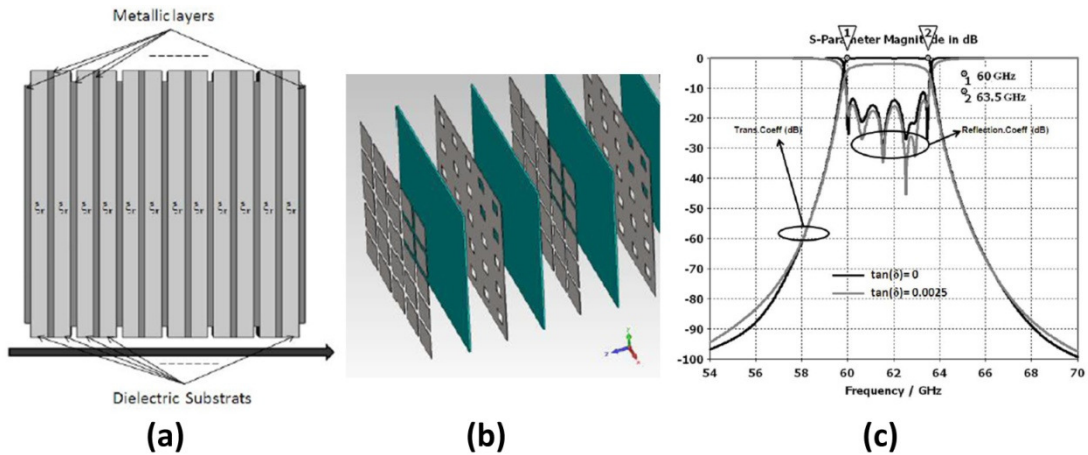 Metallic layers
Dielectric Substrats
(a)
(b)
S-Parameter Magnitude in dB
1
2
0
-10
-20
-30
-40
-50
-60
-70
-80
-90
-100
1 60 GHz
2 63.5 GHz
Trans.Coeff (dB)
Reflection.Coeff (dB)
tan(δ)= 0
tan(δ)= 0.0025
54 56 58 60 62 64 66 68 70
Frequency / GHz
(c)